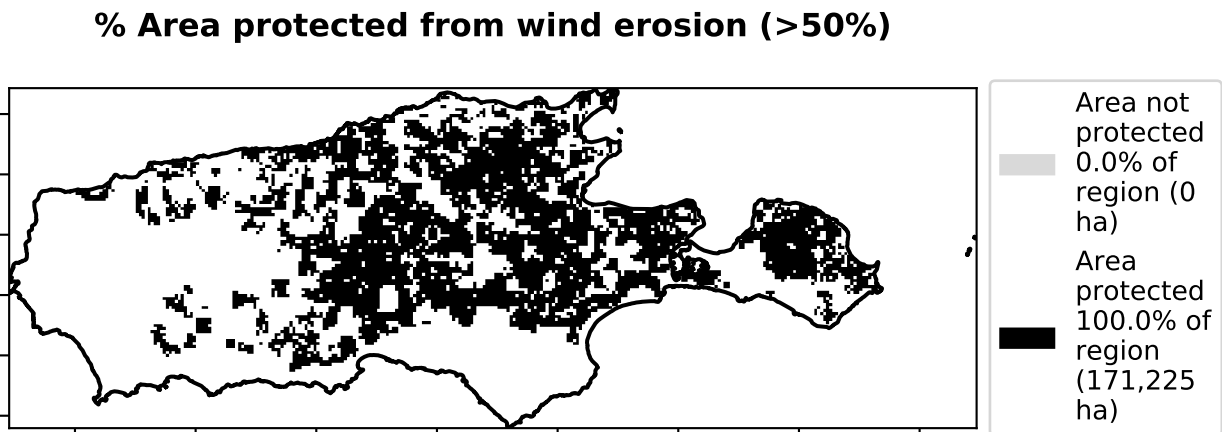 % Area protected from wind erosion (>50%)
Area not
protected
0.0% of
region (0
ha)
Area
protected
100.0% of
region
(171,225
ha)